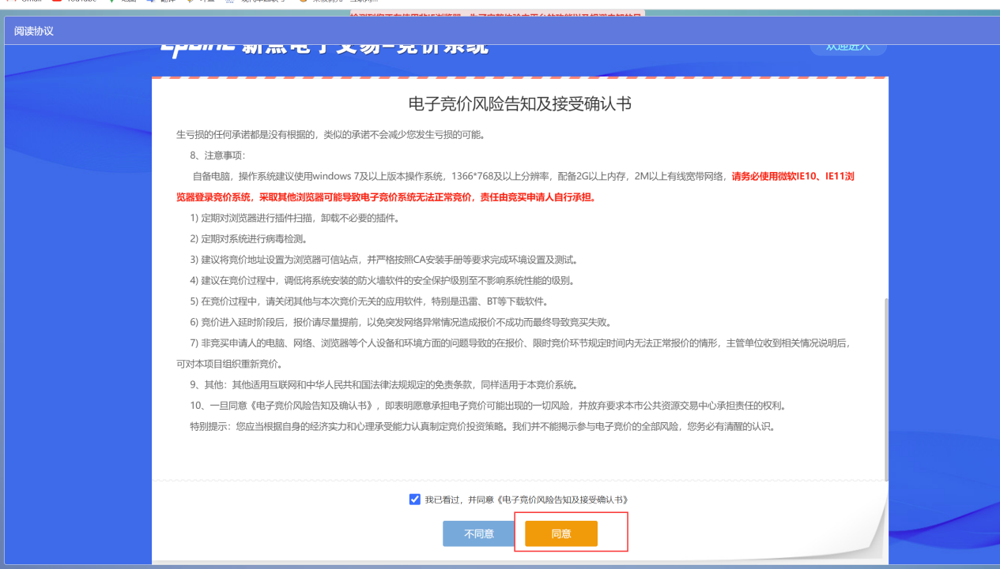 YouTube
阅读协议
新点电子交易-竞价系统
欢迎进入
电子竞价风险告知及接受确认书
生亏损的任何承诺都是没有根据的，类似的承诺不会减少您发生亏损的可能。
8、注意事项：
自备电脑，操作系统建议使用windows 7及以上版本操作系统，1366*768及以上分辨率，配备2G以上内存，2M以上有线宽带网络，请务必使用微软IE10、IE11浏
览器登录竞价系统，采取其他浏览器可能导致电子竞价系统无法正常竞价，责任由竞买申请人自行承担。
1) 定期对浏览器进行插件扫描，卸载不必要的插件。
2) 定期对系统进行病毒检测。
3) 建议将竞价地址设置为浏览器可信站点，并严格按照CA安装手册等要求完成环境设置及测试。
4) 建议在竞价过程中，调低将系统安装的防火墙软件的安全保护级别至不影响系统性能的级别。
5) 在竞价过程中，请关闭其他与本次竞价无关的应用软件，特别是迅雷、BT等下载软件。
6) 竞价进入延时阶段后，报价请尽量提前，以免突发网络异常情况造成报价不成功而最终导致竞买失败。
7) 非竞买申请人的电脑、网络、浏览器等个人设备和环境方面的问题导致的在报价、限时竞价环节规定时间内无法正常报价的情形，主管单位收到相关情况说明后，
可对本项目组织重新竞价。
9、其他：其他适用互联网和中华人民共和国法律法规规定的免责条款，同样适用于本竞价系统。
10、一旦同意《电子竞价风险告知及确认书》，即表明愿意承担电子竞价可能出现的一切风险，并放弃要求本市公共资源交易中心承担责任的权利。
特别提示：您应当根据自身的经济实力和心理承受能力认真制定竞价投资策略。我们并不能揭示参与电子竞价的全部风险，您务必有清醒的认识。
我已看过，并同意《电子竞价风险告知及接受确认书》
不同意
同意